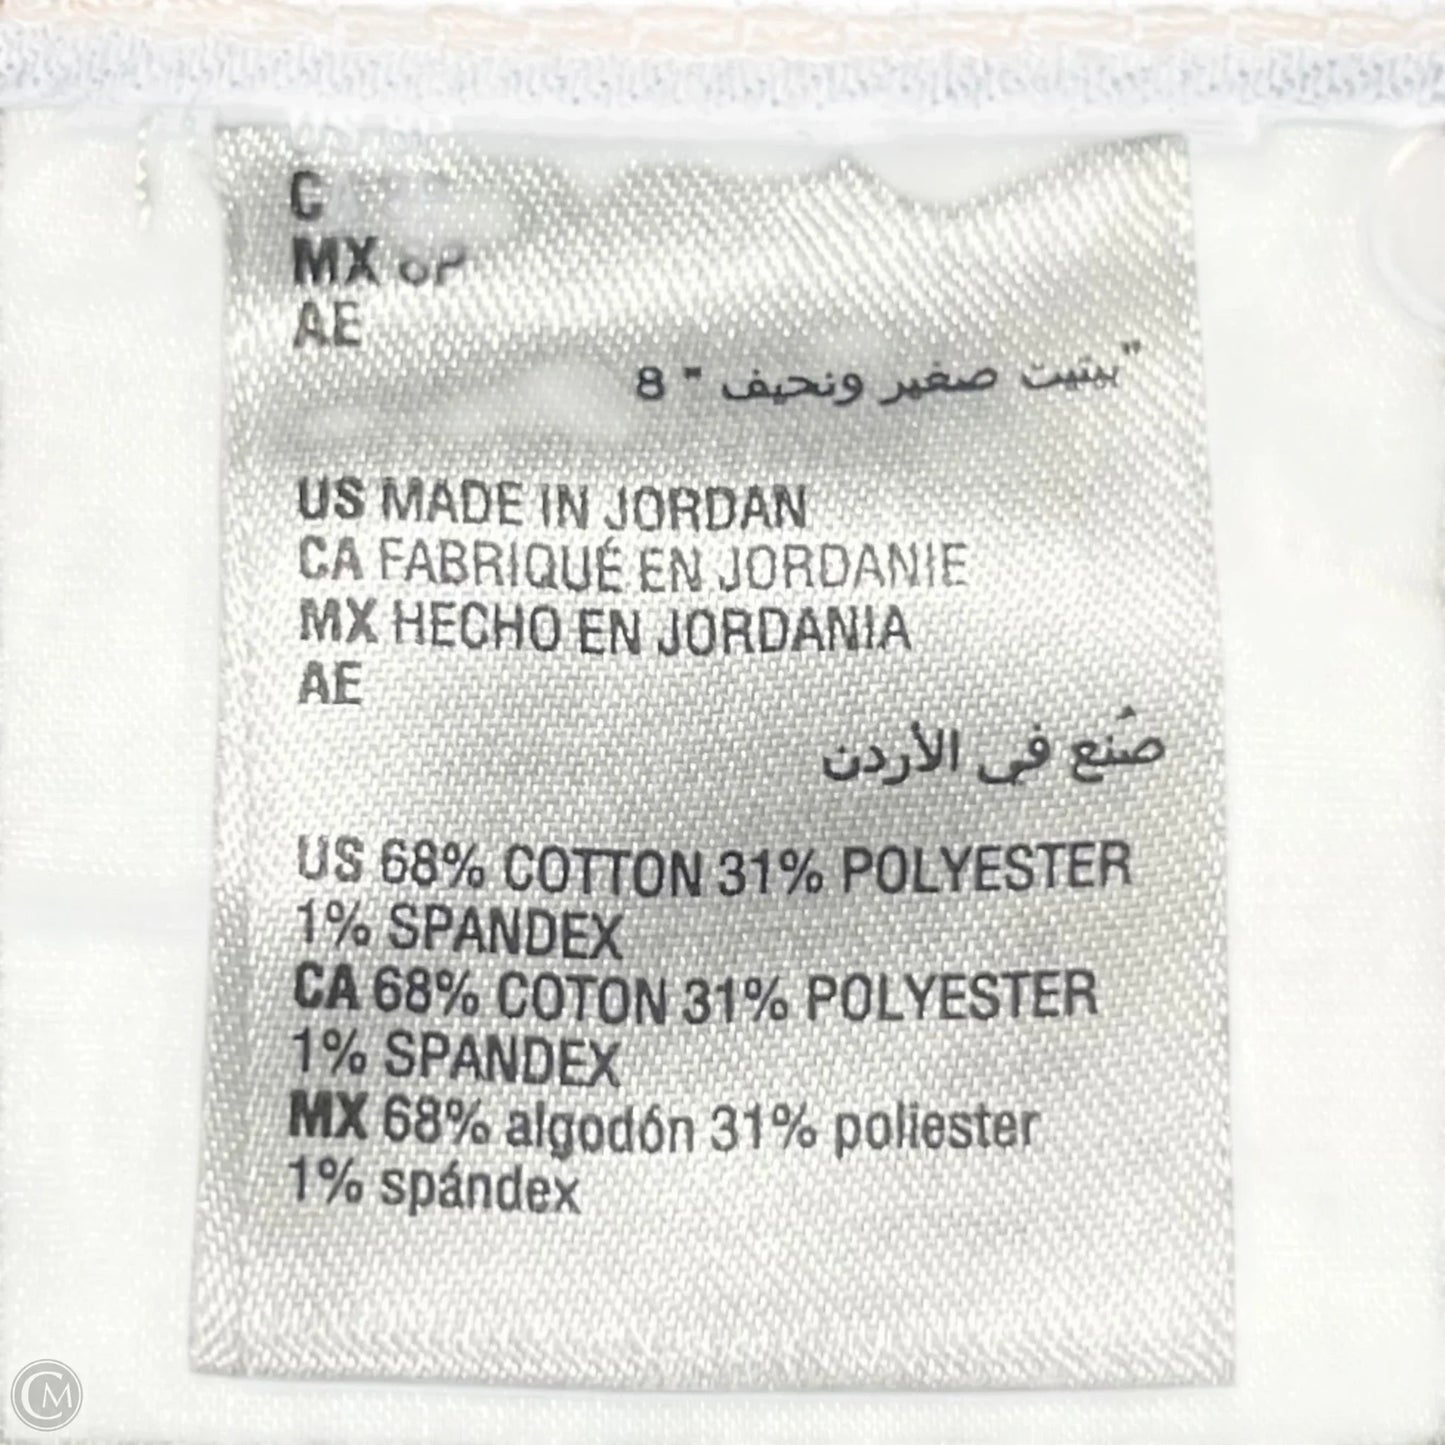 C
MX
AE
"بيتيت صغير ونحيف " 8
US MADE IN JORDAN
CA FABRIQUÉ EN JORDANIE
MX HECHO EN JORDANIA
AE
صُنع في الأردن
US 68% COTTON 31% POLYESTER
1% SPANDEX
CA 68% COTON 31% POLYESTER
1% SPANDEX
MX 68% algodón 31% poliester
1% spándex
CM